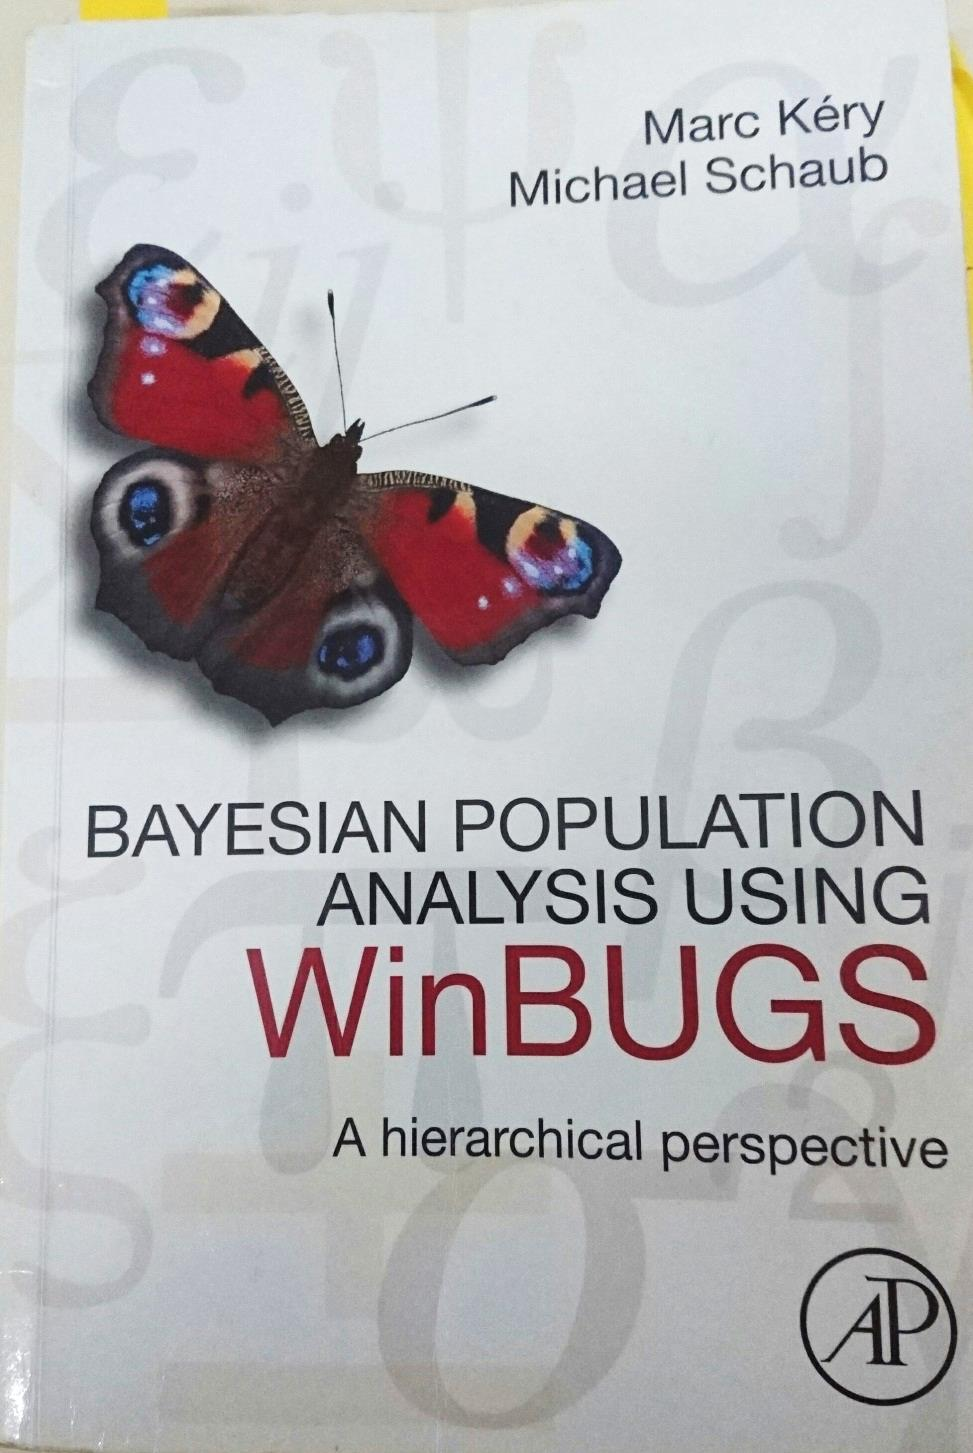 Marc Kéry
Michael Schaub
BAYESIAN POPULATION
ANALYSIS USING
WinBUGS
A hierarchical perspective
AP